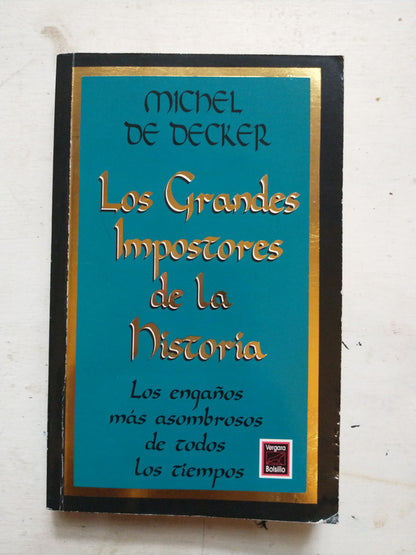 MICHEL
DE DECKER
Los Grandes
Impostores
de la
Historia
Los engaños
más asombrosos
de todos
los tiempos
Vergara
Bolsillo